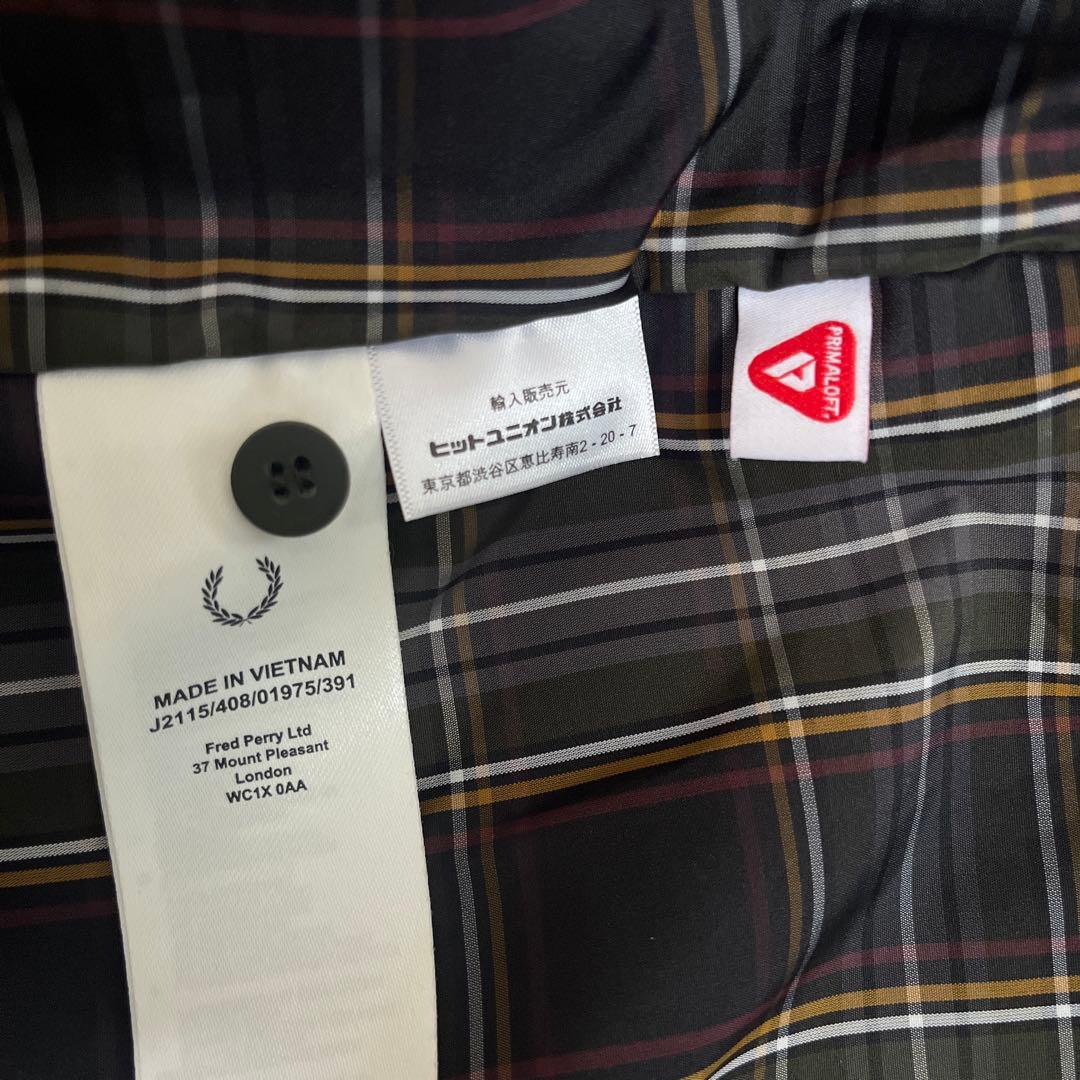 輸入販売元
ヒットユニオン株式会社
東京都渋谷区恵比寿南2-20-7
PRIMALOFT®
MADE IN VIETNAM
J2115/408/01975/391
Fred Perry Ltd
37 Mount Pleasant
London
WC1X 0AA